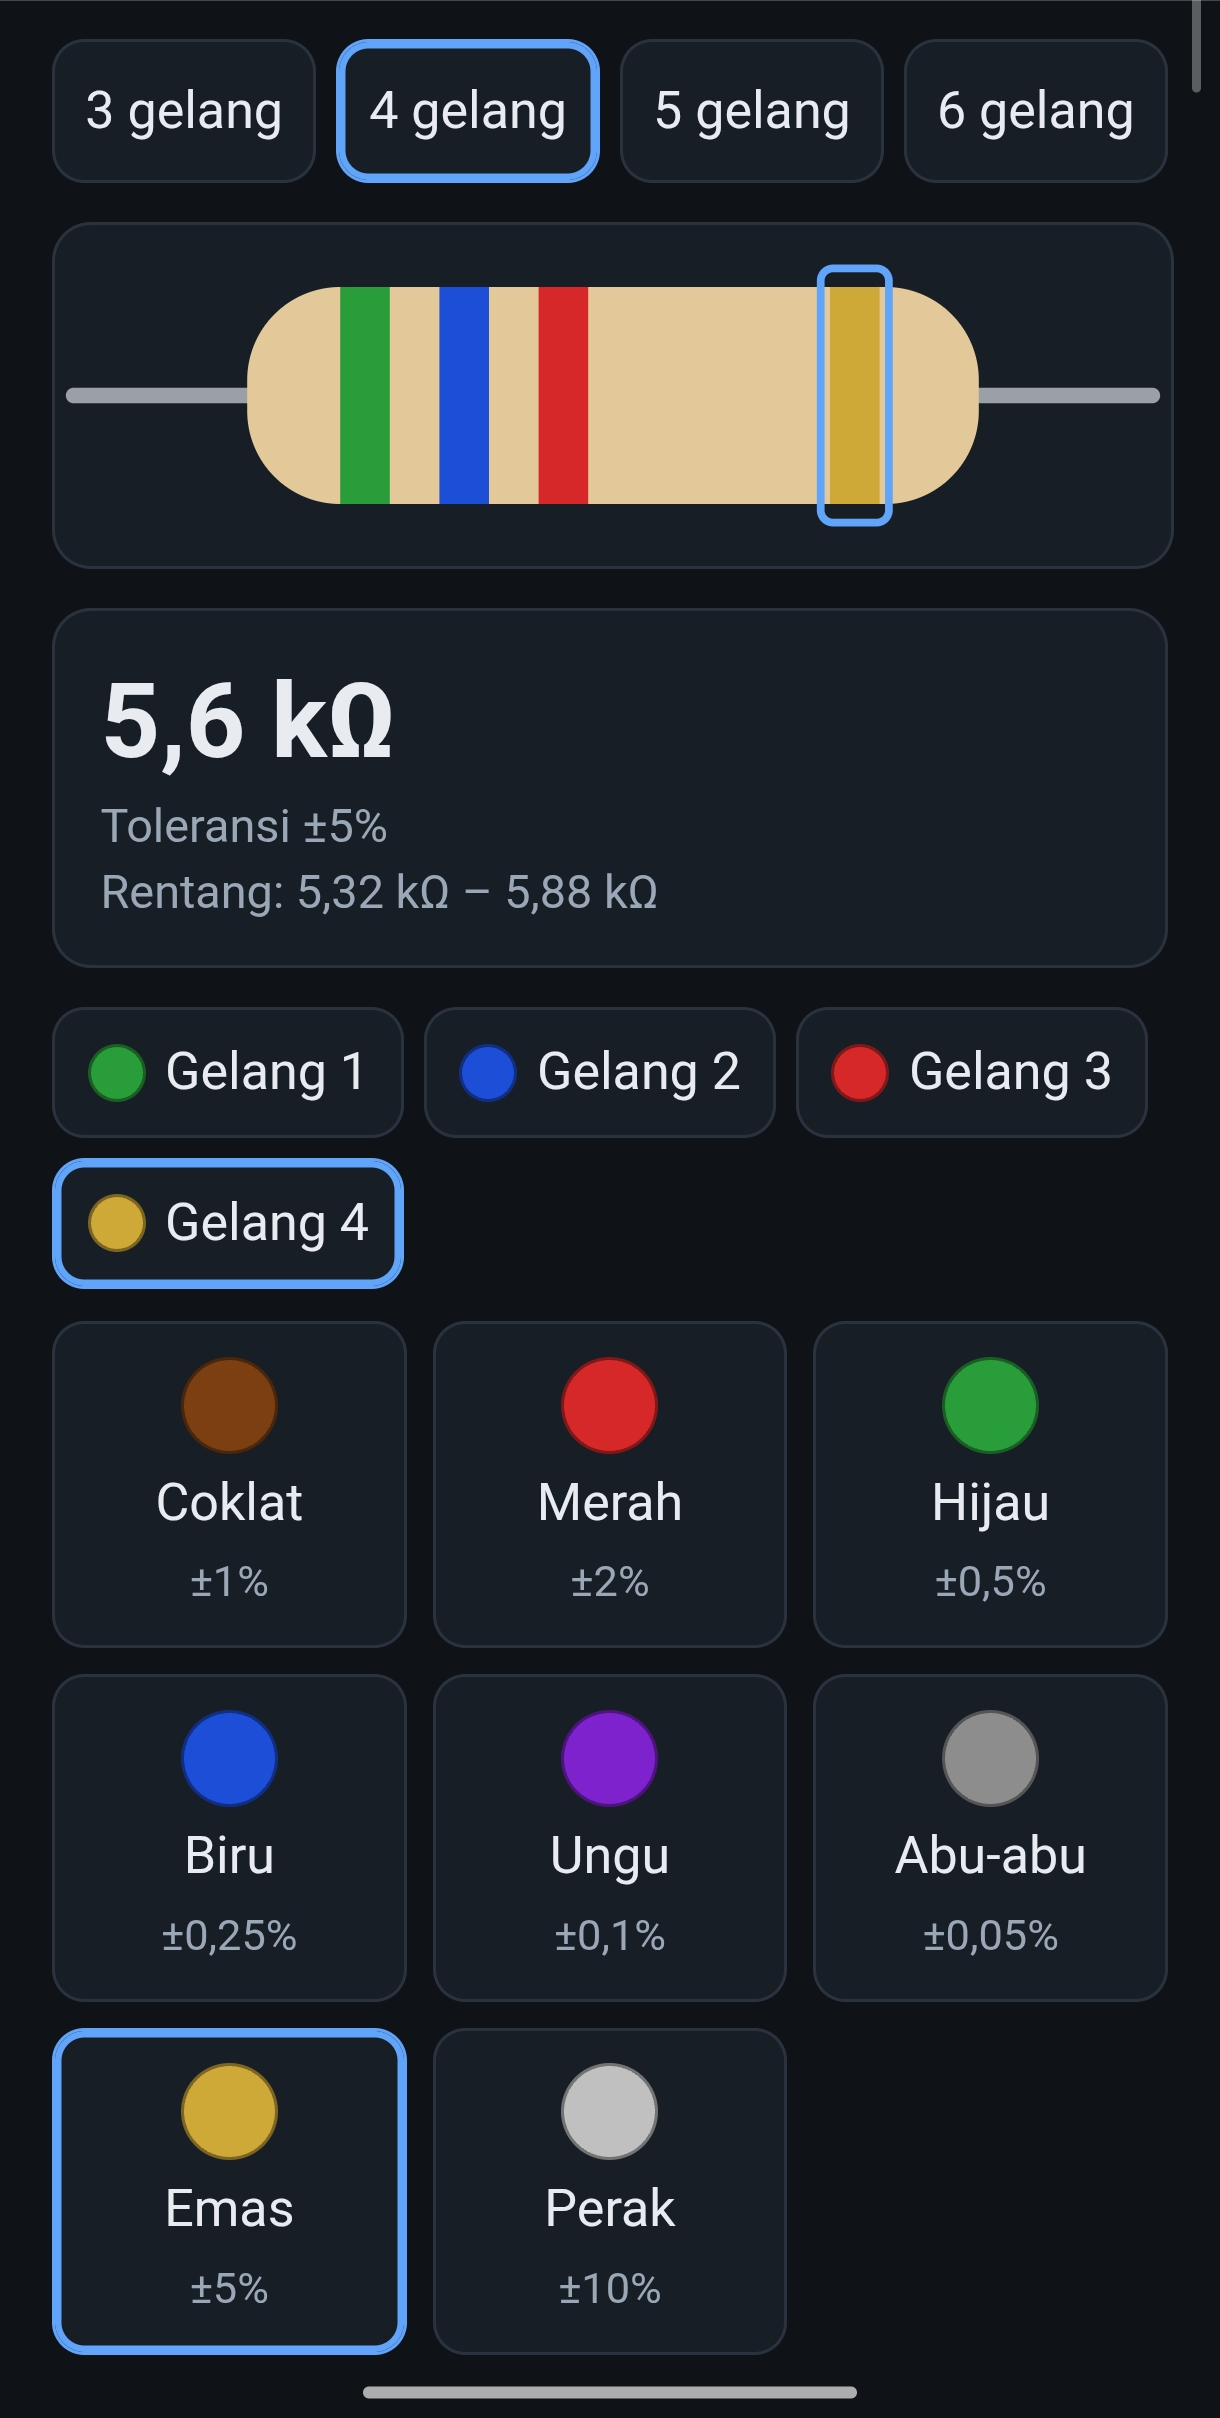 3 gelang 4 gelang 5 gelang 6 gelang
5,6 kΩ
Toleransi ±5%
Rentang: 5,32 kΩ – 5,88 kΩ
Gelang 1 Gelang 2 Gelang 3
Gelang 4
Coklat Merah Hijau
±1% ±2% ±0,5%
Biru Ungu Abu-abu
±0,25% ±0,1% ±0,05%
Emas Perak
±5% ±10%